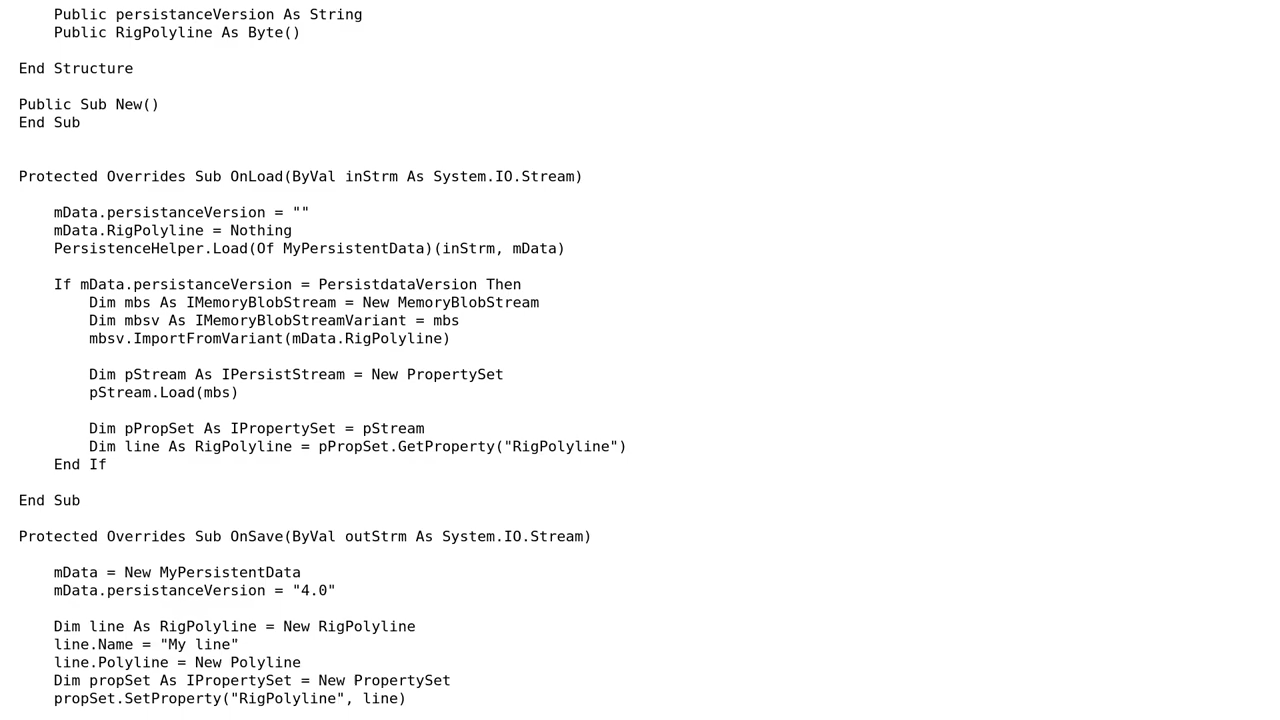 Public persistanceVersion As String
Public RigPolyline As Byte()
End Structure
Public Sub New()
End Sub
Protected Overrides Sub OnLoad(ByVal inStrm As System.IO.Stream)
mData.persistanceVersion = ""
mData.RigPolyline = Nothing
PersistenceHelper.Load(Of MyPersistentData)(inStrm, mData)
If mData.persistanceVersion = PersistdataVersion Then
Dim mbs As IMemoryBlobStream = New MemoryBlobStream
Dim mbsv As IMemoryBlobStreamVariant = mbs
mbsv.ImportFromVariant(mData.RigPolyline)
Dim pStream As IPersistStream = New PropertySet
pStream.Load(mbs)
Dim pPropSet As IPropertySet = pStream
Dim line As RigPolyline = pPropSet.GetProperty("RigPolyline")
End If
End Sub
Protected Overrides Sub OnSave(ByVal outStrm As System.IO.Stream)
mData = New MyPersistentData
mData.persistanceVersion = "4.0"
Dim line As RigPolyline = New RigPolyline
line.Name = "My line"
line.Polyline = New Polyline
Dim propSet As IPropertySet = New PropertySet
propSet.SetProperty("RigPolyline", line)